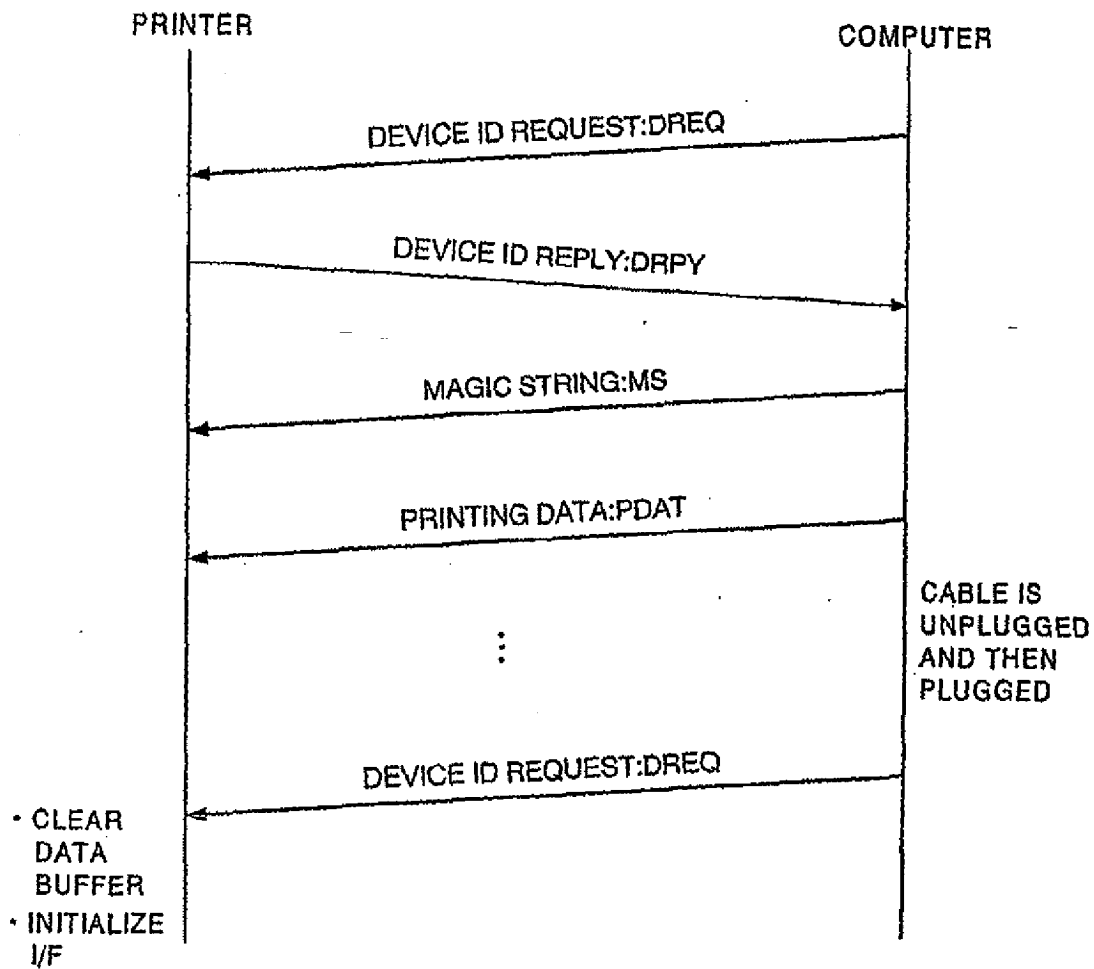 PRINTER
COMPUTER
DEVICE ID REQUEST:DREQ
DEVICE ID REPLY:DRPY
MAGIC STRING:MS
PRINTING DATA:PDAT
CABLE IS
UNPLUGGED
AND THEN
PLUGGED
DEVICE ID REQUEST:DREQ
• CLEAR
DATA
BUFFER
• INITIALIZE
I/F